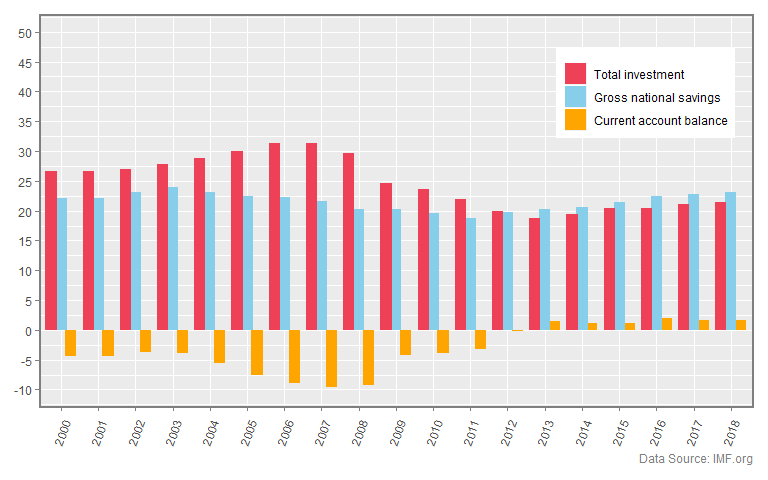 50
45
40
35
30
25
20
15
10
5
0
-5
-10
Total investment
Gross national savings
Current account balance
2000 2001 2002 2003 2004 2005 2006 2007 2008 2009 2010 2011 2012 2013 2014 2015 2016 2017 2018
Data Source: IMF.org